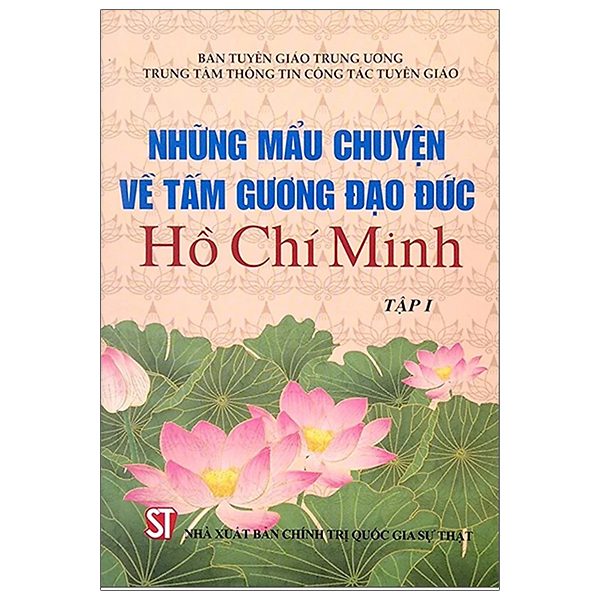 BAN TUYÊN GIÁO TRUNG ƯƠNG
TRUNG TÂM THÔNG TIN CÔNG TÁC TUYÊN GIÁO
NHỮNG MẨU CHUYỆN
VỀ TẤM GƯƠNG ĐẠO ĐỨC
HỒ CHÍ MINH
TẬP I
ST
NHÀ XUẤT BẢN CHÍNH TRỊ QUỐC GIA SỰ THẬT